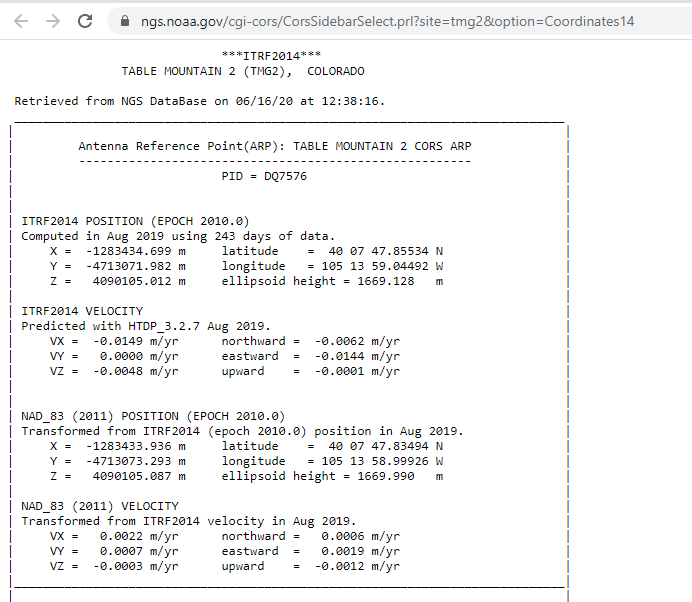 ngs.noaa.gov/cgi-cors/CorsSidebarSelect.prl?site=tmg2&option=Coordinates14
***ITRF2014***
TABLE MOUNTAIN 2 (TMG2),  COLORADO
Retrieved from NGS DataBase on 06/16/20 at 12:38:16.
Antenna Reference Point(ARP): TABLE MOUNTAIN 2 CORS ARP
-------------------------------------------------------
PID = DQ7576
ITRF2014 POSITION (EPOCH 2010.0)
Computed in Aug 2019 using 243 days of data.
X =  -1283434.699 m     latitude    =  40 07 47.85534 N
Y =  -4713071.982 m     longitude   = 105 13 59.04492 W
Z =   4090105.012 m     ellipsoid height = 1669.128   m
ITRF2014 VELOCITY
Predicted with HTDP_3.2.7 Aug 2019.
VX =  -0.0149 m/yr      northward =  -0.0062 m/yr
VY =   0.0000 m/yr      eastward  =  -0.0144 m/yr
VZ =  -0.0048 m/yr      upward    =  -0.0001 m/yr
NAD_83 (2011) POSITION (EPOCH 2010.0)
Transformed from ITRF2014 (epoch 2010.0) position in Aug 2019.
X =  -1283433.936 m     latitude    =  40 07 47.83494 N
Y =  -4713073.293 m     longitude   = 105 13 58.99926 W
Z =   4090105.087 m     ellipsoid height = 1669.990   m
NAD_83 (2011) VELOCITY
Transformed from ITRF2014 velocity in Aug 2019.
VX =   0.0022 m/yr      northward =   0.0006 m/yr
VY =   0.0007 m/yr      eastward  =   0.0019 m/yr
VZ =  -0.0003 m/yr      upward    =  -0.0012 m/yr